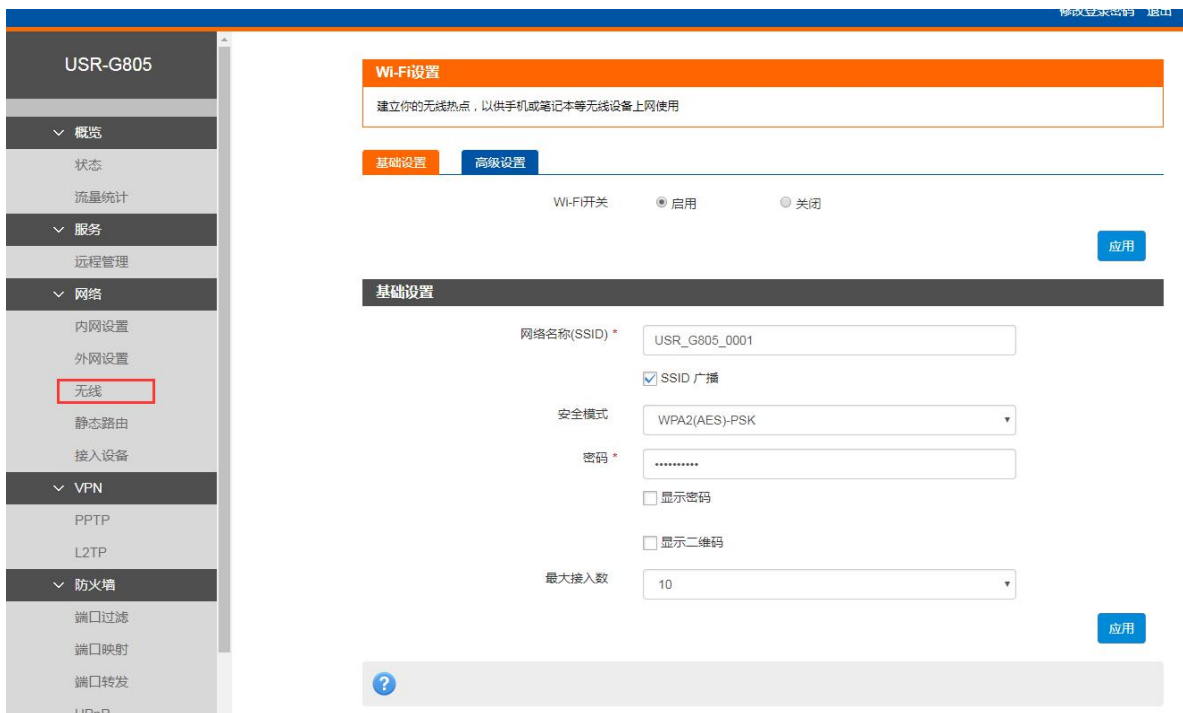 修改登录密码 退出
USR-G805
概览
状态
流量统计
服务
远程管理
网络
内网设置
外网设置
无线
静态路由
接入设备
VPN
PPTP
L2TP
防火墙
端口过滤
端口映射
端口转发
UPnP
Wi-Fi设置
建立你的无线热点，以供手机或笔记本等无线设备上网使用
基础设置 高级设置
Wi-Fi开关 启用 关闭
应用
基础设置
网络名称(SSID) * USR_G805_0001
SSID 广播
安全模式 WPA2(AES)-PSK
密码 * ••••••••••
显示密码
显示二维码
最大接入数 10
应用
?